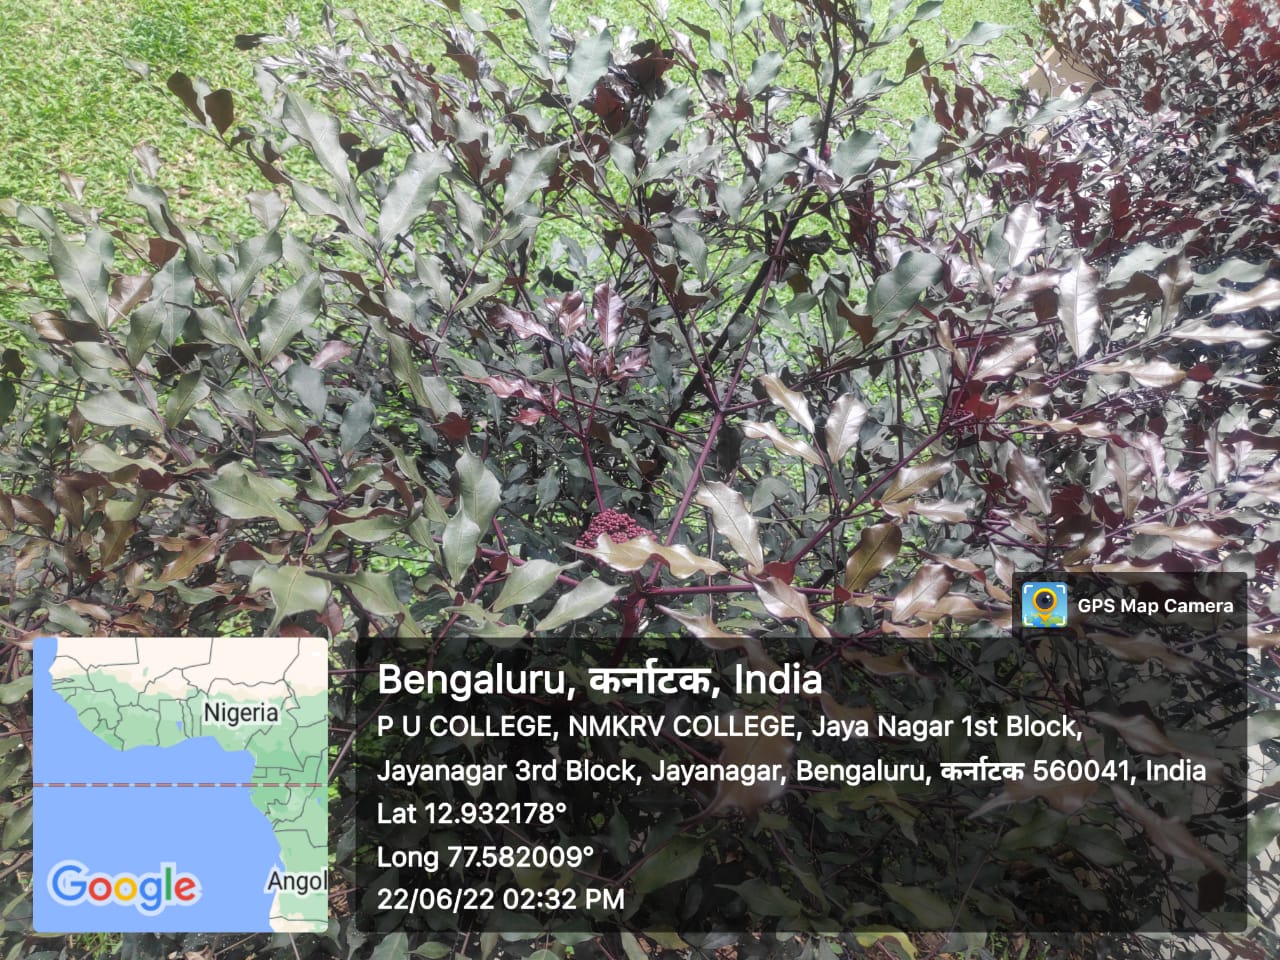 GPS Map Camera
Bengaluru, कर्नाटक, India
P U COLLEGE, NMKRV COLLEGE, Jaya Nagar 1st Block,
Jayanagar 3rd Block, Jayanagar, Bengaluru, कर्नाटक 560041, India
Lat 12.932178°
Long 77.582009°
22/06/22 02:32 PM
Nigeria
Angol
Google